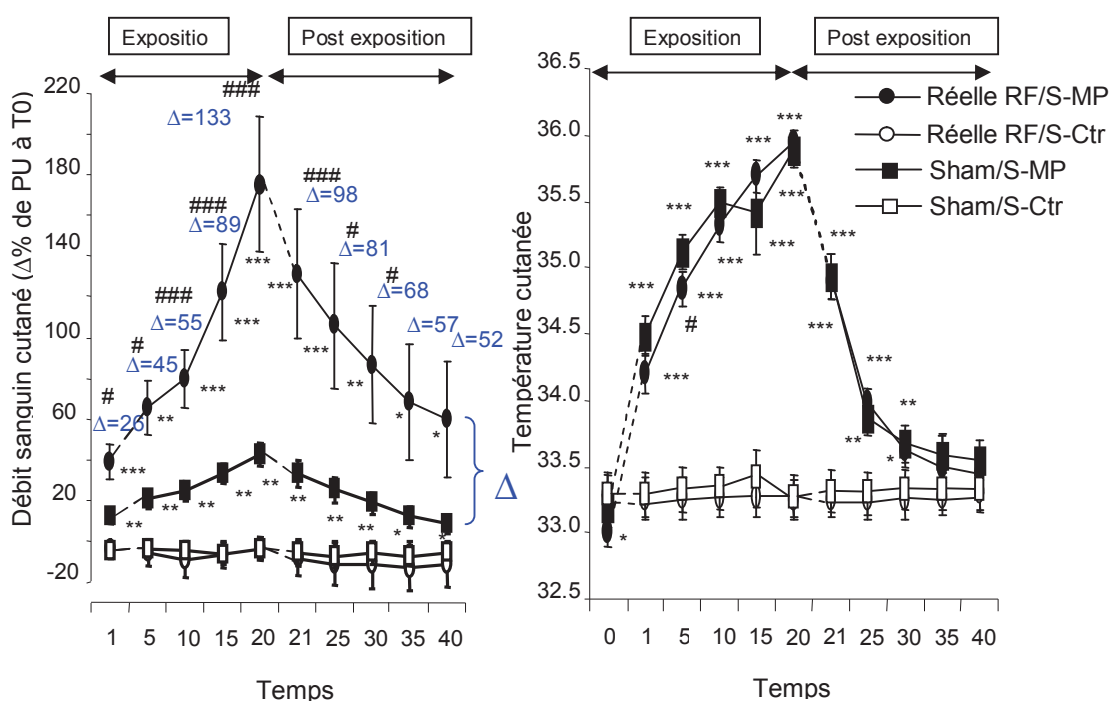 Expositio
Post exposition
Débit sanquin cutané (Δ% de PU à T0)
220
180
140
100
60
20
-20
###
Δ=133
###
Δ=98
###
Δ=89
#
Δ=81
###
Δ=55
#
Δ=68
#
Δ=45
Δ=57
Δ=52
#
Δ=26
***
**
***
***
***
***
***
**
*
*
**
**
**
**
**
**
**
**
*
*
Δ
1 5 10 15 20 21 25 30 35 40
Temps
Exposition
Post exposition
Température cutanée
36.5
36.0
35.5
35.0
34.5
34.0
33.5
33.0
32.5
Réelle RF/S-MP
Réelle RF/S-Ctr
Sham/S-MP
Sham/S-Ctr
***
***
***
***
***
***
***
***
***
***
***
#
***
***
**
**
*
*
0 1 5 10 15 20 21 25 30 35 40
Temps